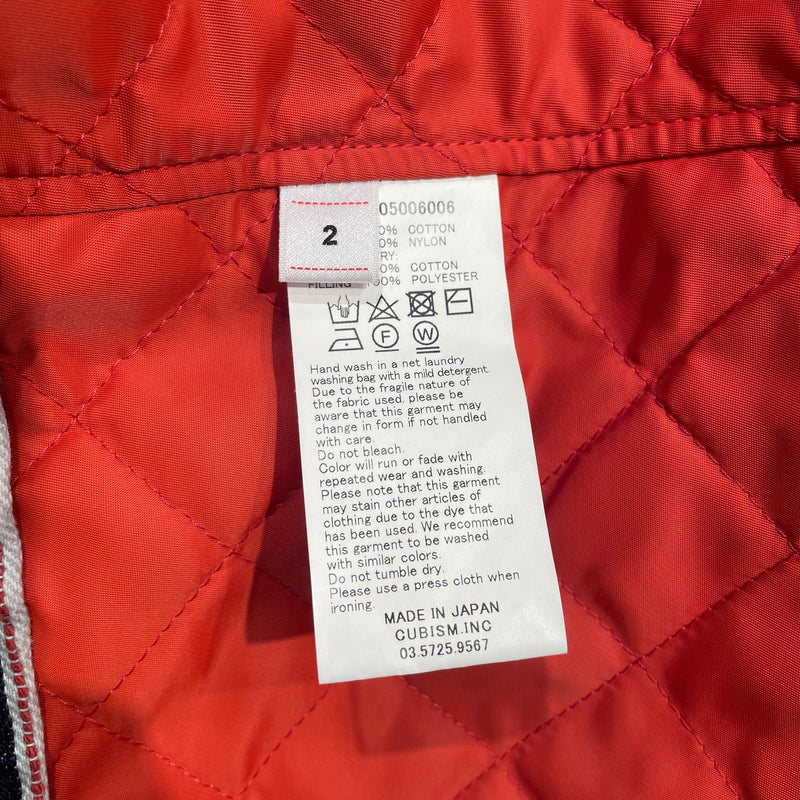 2
05006006
0% COTTON
0% NYLON
RY:
0% COTTON
FILLING 100% POLYESTER
F W
Hand wash in a net laundry
washing bag with a mild detergent.
Due to the fragile nature of
the fabric used, please be
aware that this garment may
change in form if not handled
with care.
Do not bleach.
Color will run or fade with
repeated wear and washing.
Please note that this garment
may stain other articles of
clothing due to the dye that
has been used. We recommend
this garment to be washed
with similar colors.
Do not tumble dry.
Please use a press cloth when
ironing.
MADE IN JAPAN
CUBISM.INC
03.5725.9567